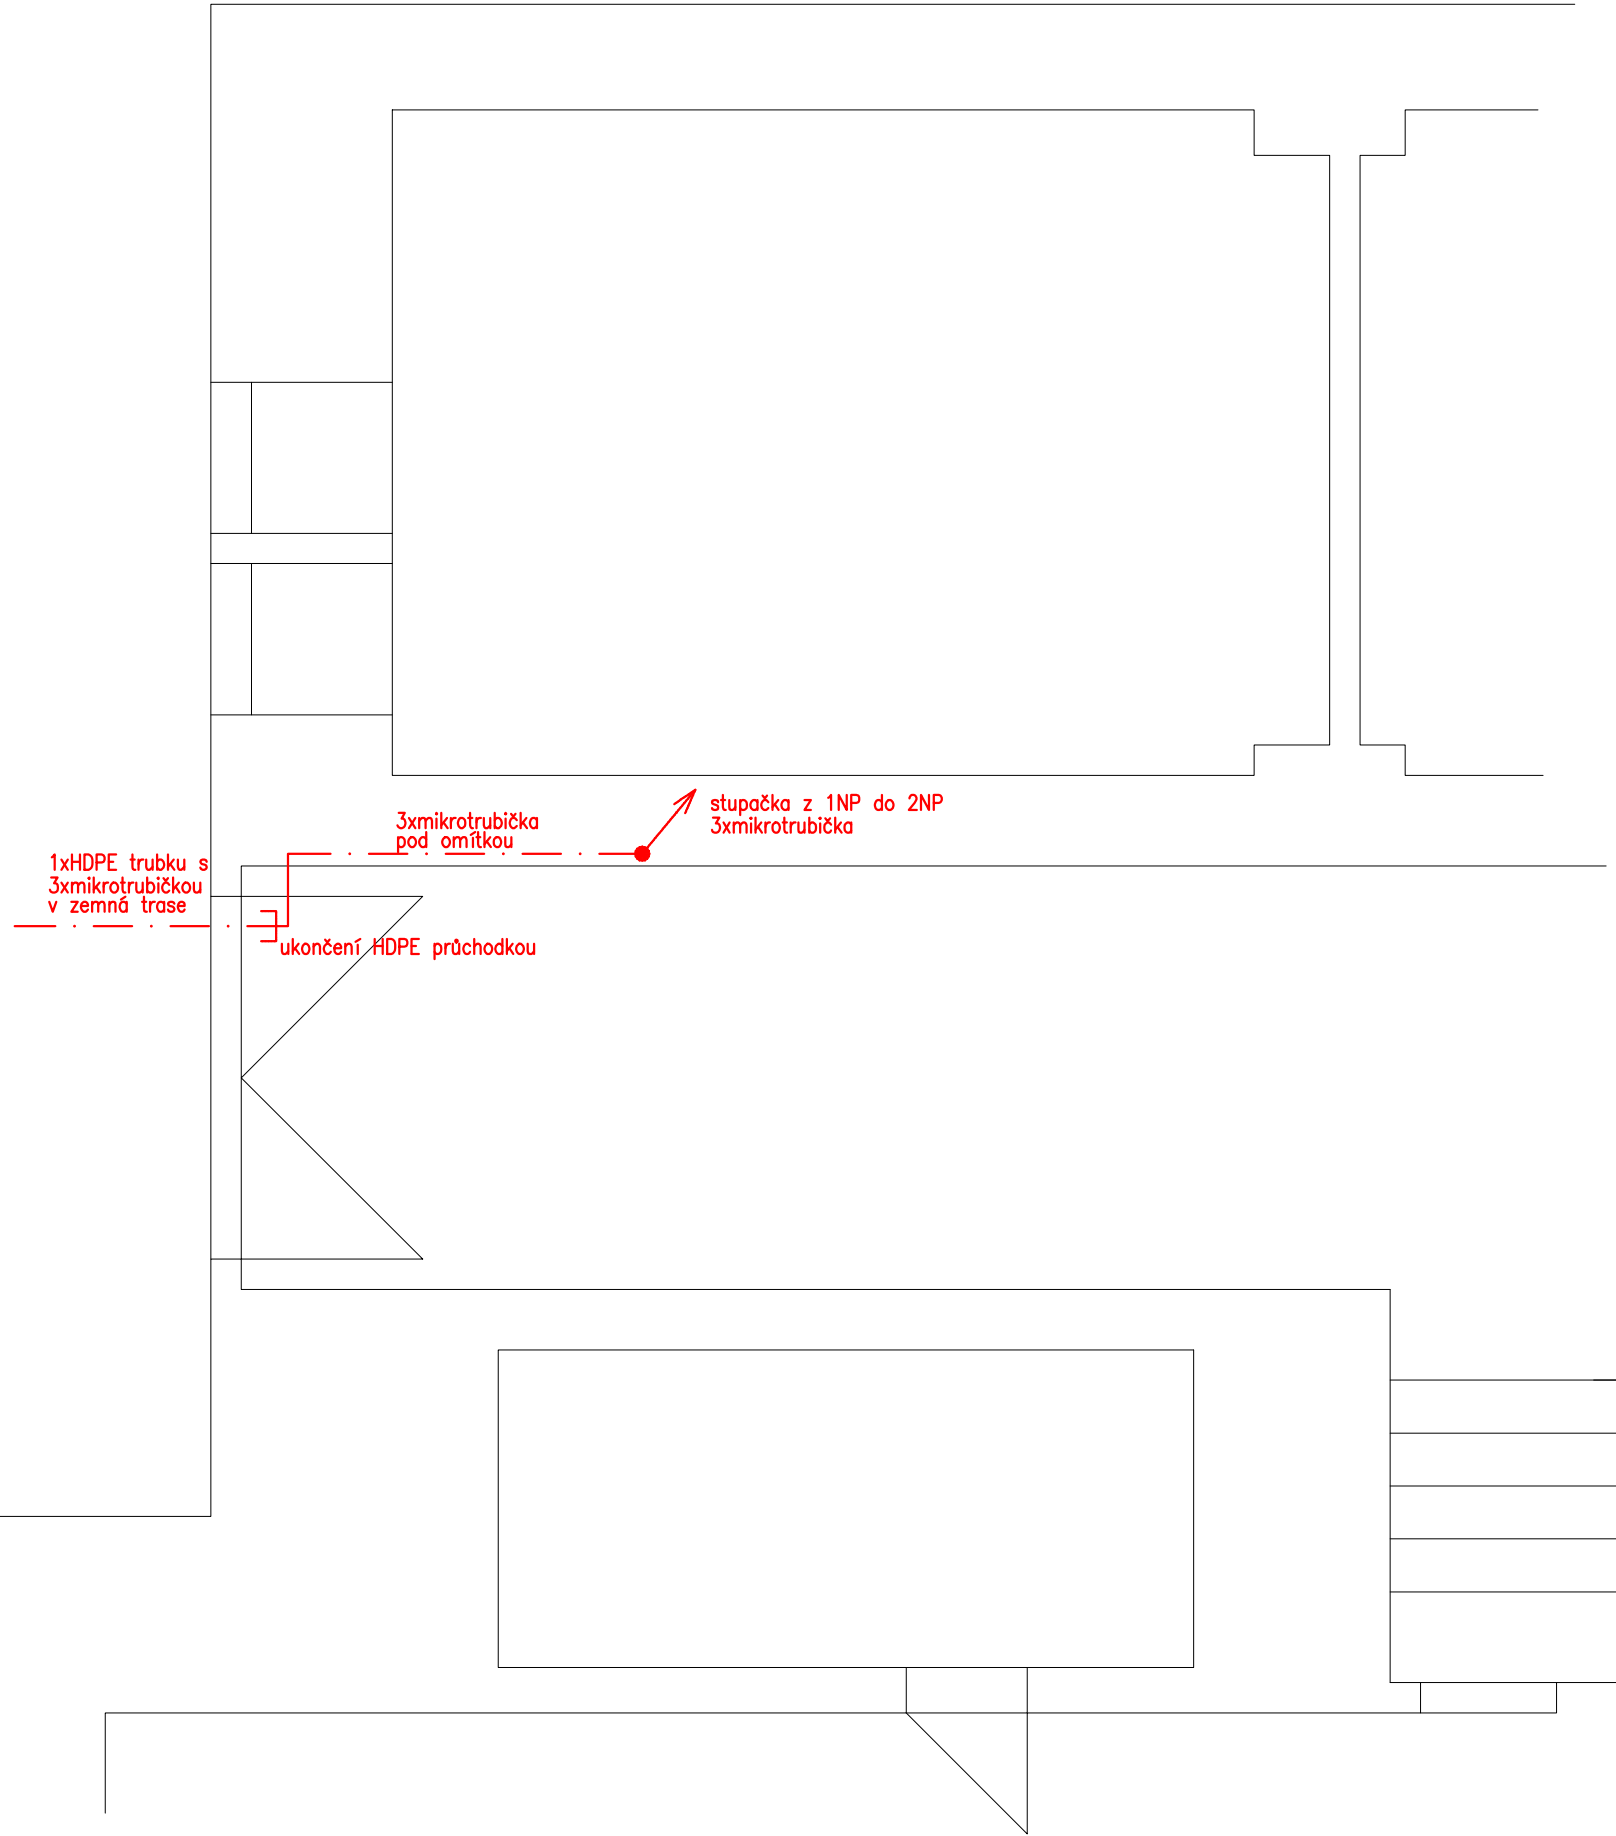 stupačka z 1NP do 2NP
3xmikrotrubička
3xmikrotrubička
pod omítkou
1xHDPE trubku s
3xmikrotrubičkou
v zemná trase
ukončení HDPE průchodkou